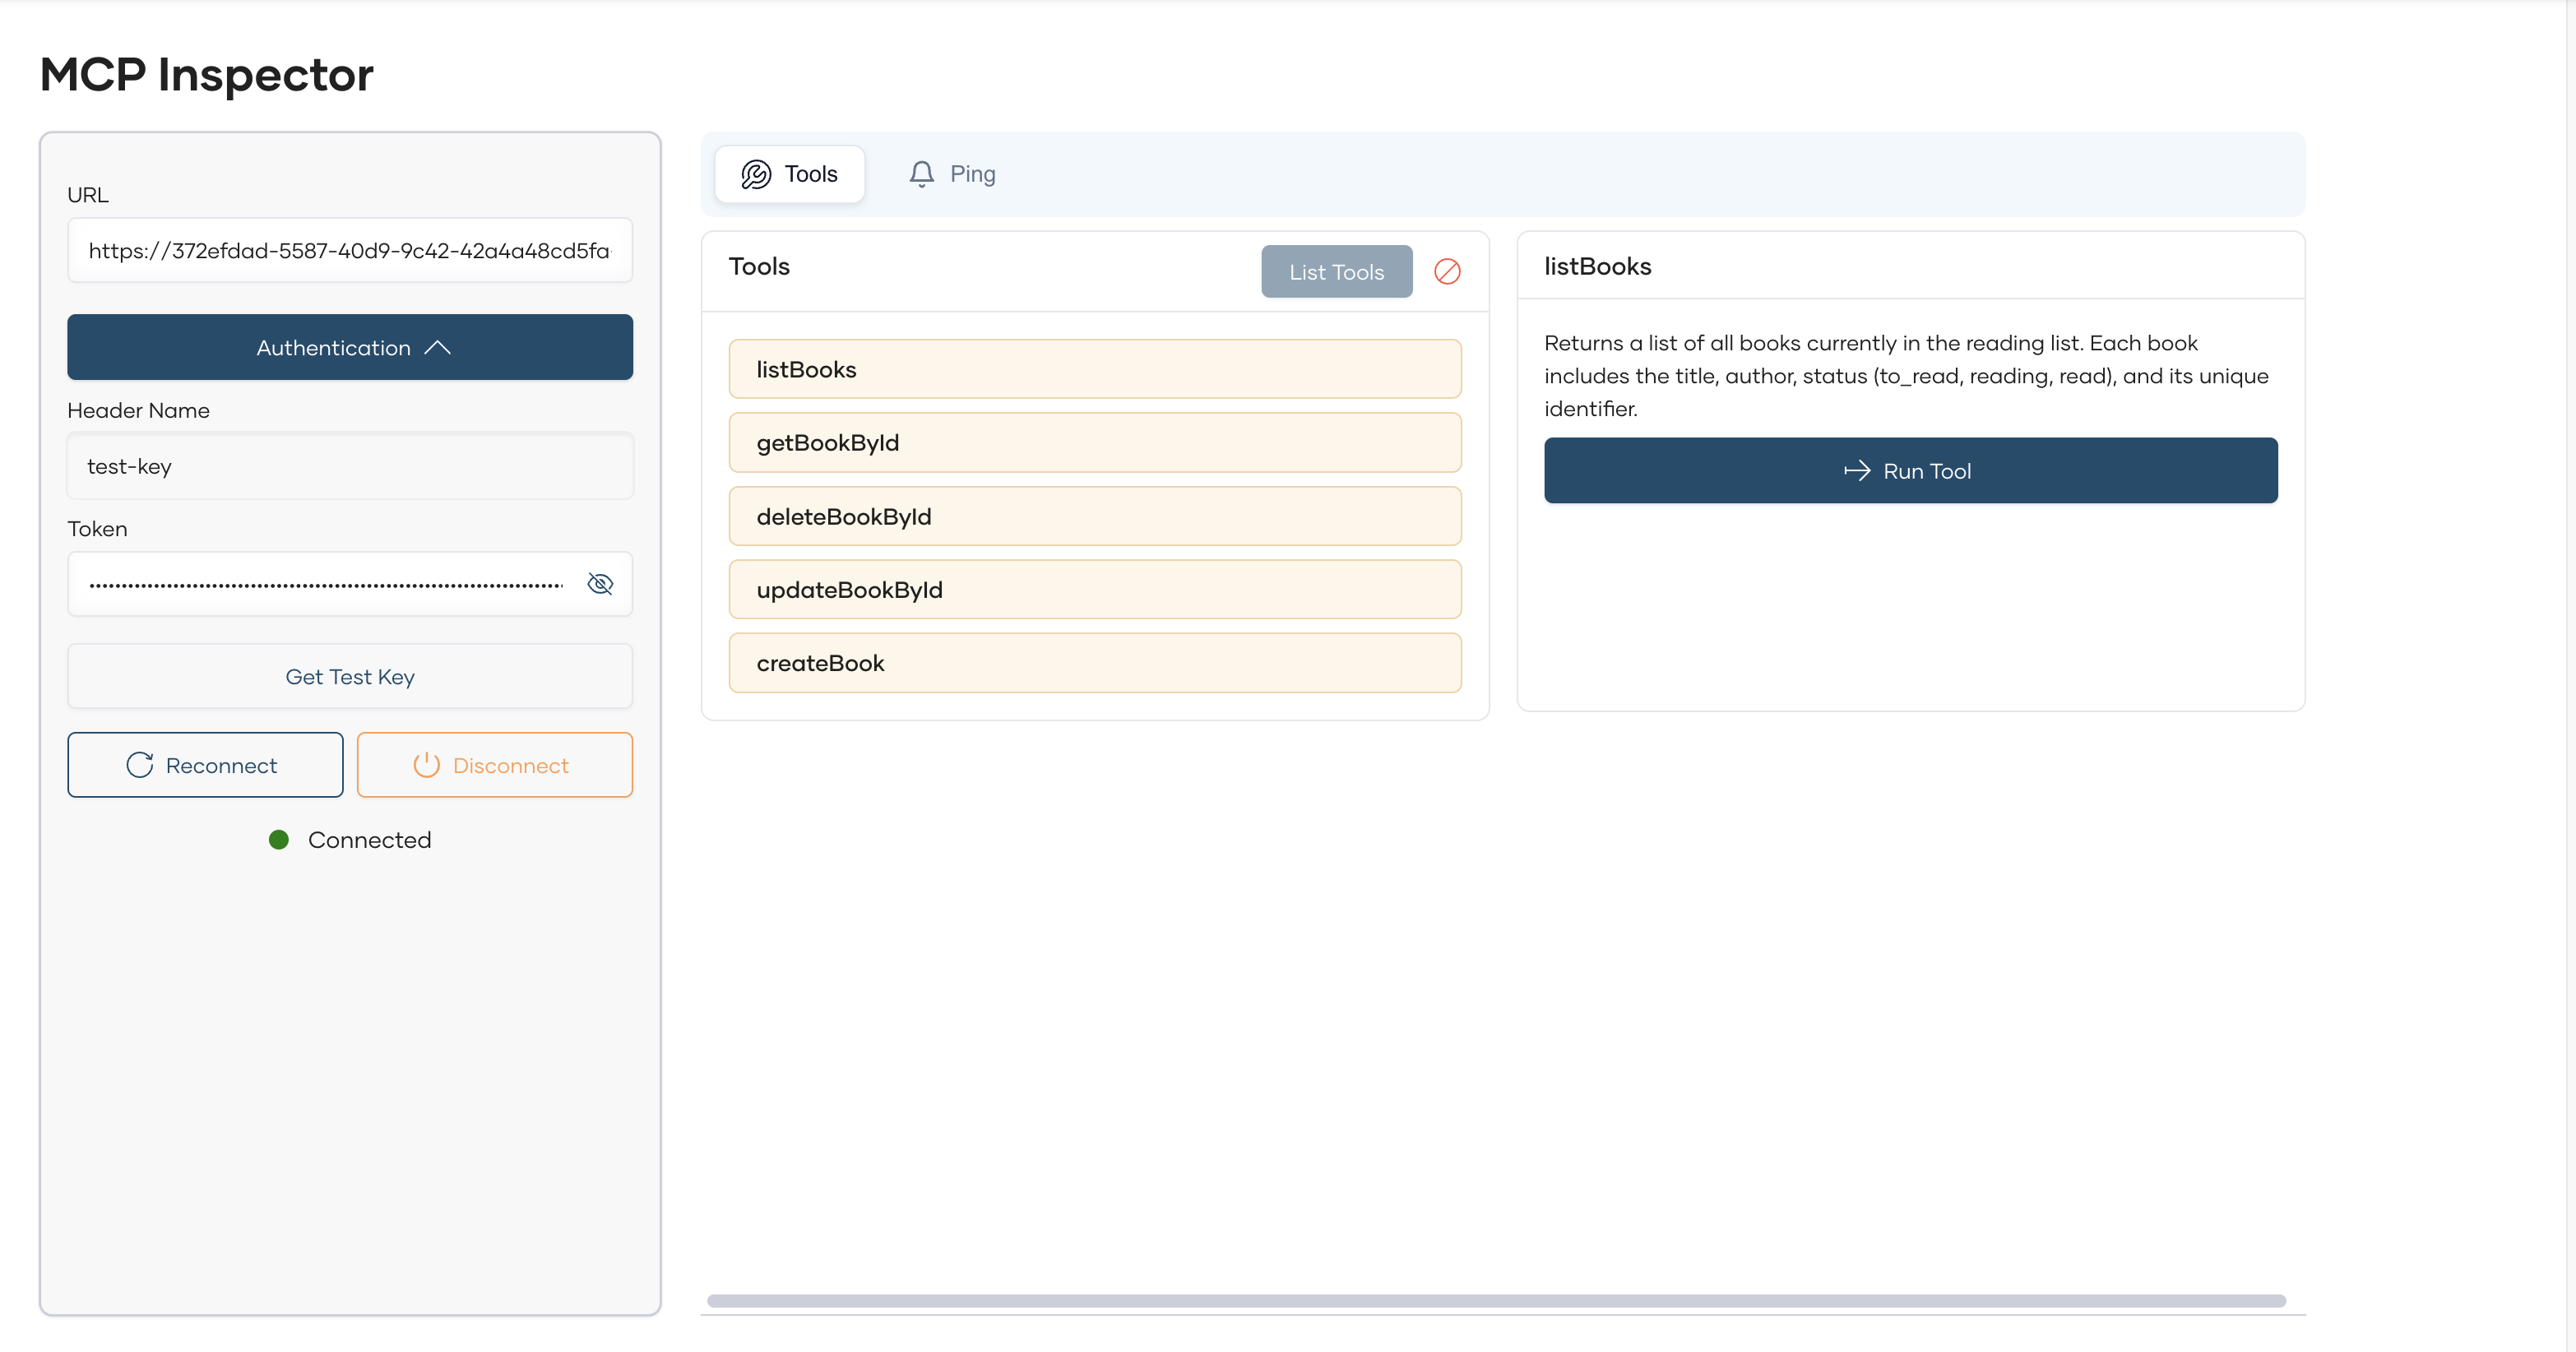 MCP Inspector
URL
https://372efdad-5587-40d9-9c42-42a4a48cd5fa-
Authentication
Header Name
test-key
Token
Get Test Key
Reconnect
Disconnect
Connected
Tools
Ping
Tools
List Tools
listBooks
getBookById
deleteBookById
updateBookById
createBook
listBooks
Returns a list of all books currently in the reading list. Each book
includes the title, author, status (to_read, reading, read), and its unique
identifier.
Run Tool